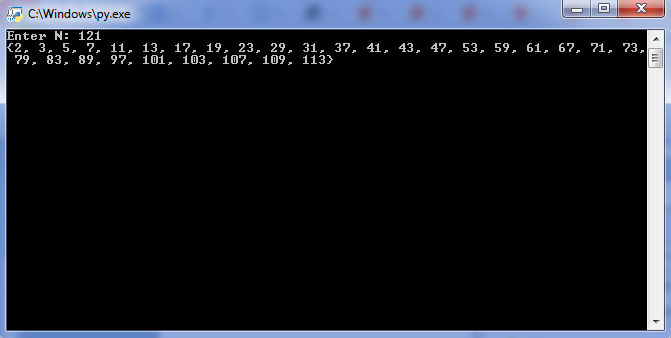 C:\Windows\py.exe
Enter N: 121
{2, 3, 5, 7, 11, 13, 17, 19, 23, 29, 31, 37, 41, 43, 47, 53, 59, 61, 67, 71, 73,
79, 83, 89, 97, 101, 103, 107, 109, 113}